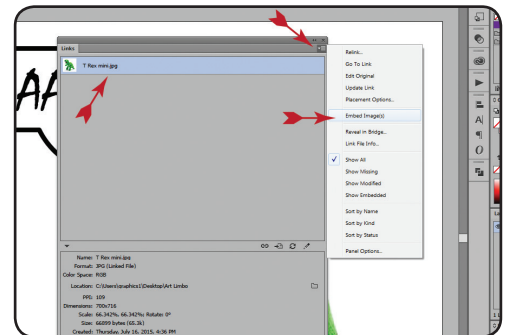 Links
T Rex mini.jpg
Relink...
Go To Link
Edit Original
Update Link
Placement Options...
Embed Image(s)
Reveal in Bridge...
Link File Info...
Show All
Show Missing
Show Modified
Show Embedded
Sort by Name
Sort by Kind
Sort by Status
Panel Options...
Name: T Rex mini.jpg
Format: JPG (Linked File)
Color Space: RGB
Location: C:\Users\graphics1\Desktop\Art Limbo
PPI: 109
Dimensions: 700x716
Scale: 66.342%, 66.342%; Rotate: 0°
Size: 66899 bytes (65.3k)
Created: Thursday, July 16, 2015, 4:36 PM